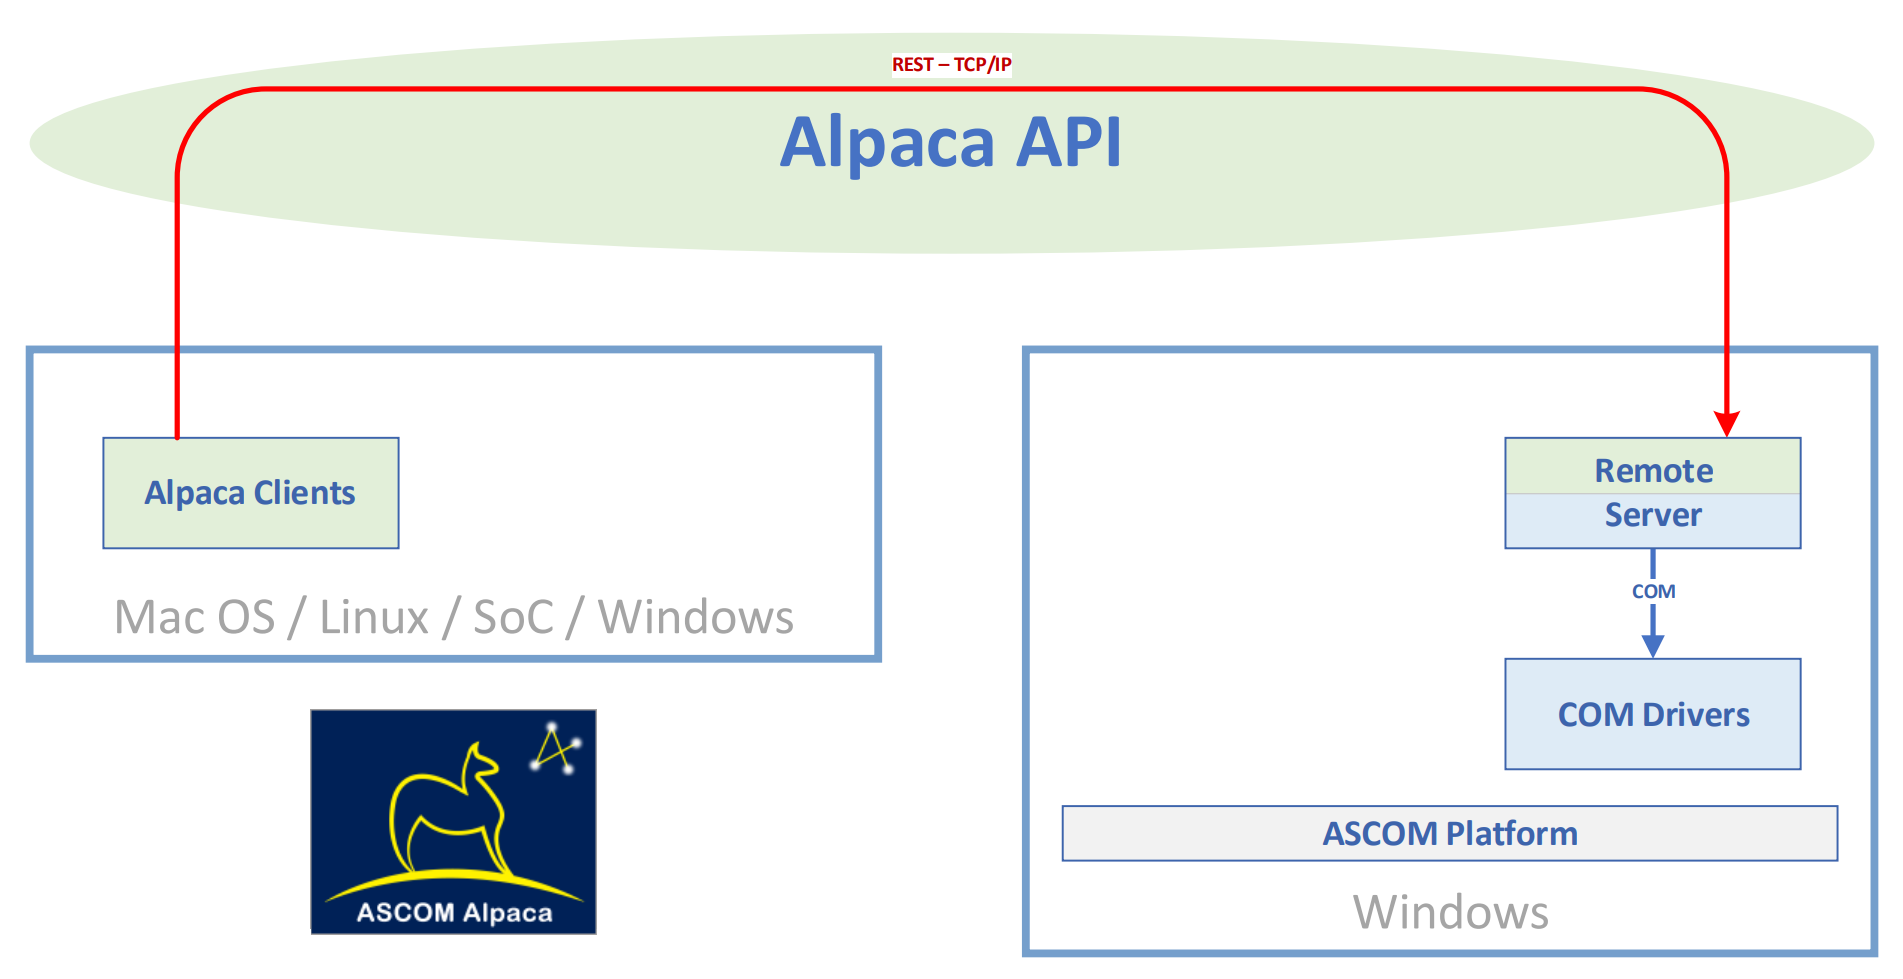 REST – TCP/IP
Alpaca API
Alpaca Clients
Mac OS / Linux / SoC / Windows
ASCOM Alpaca
Remote
Server
COM
COM Drivers
ASCOM Platform
Windows